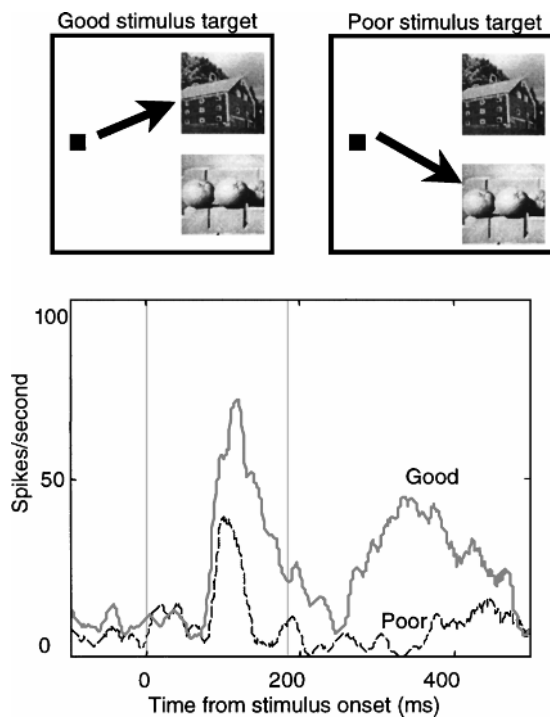 Good stimulus target
Poor stimulus target
100
50
0
Spikes/second
Good
Poor
0
200
400
Time from stimulus onset (ms)